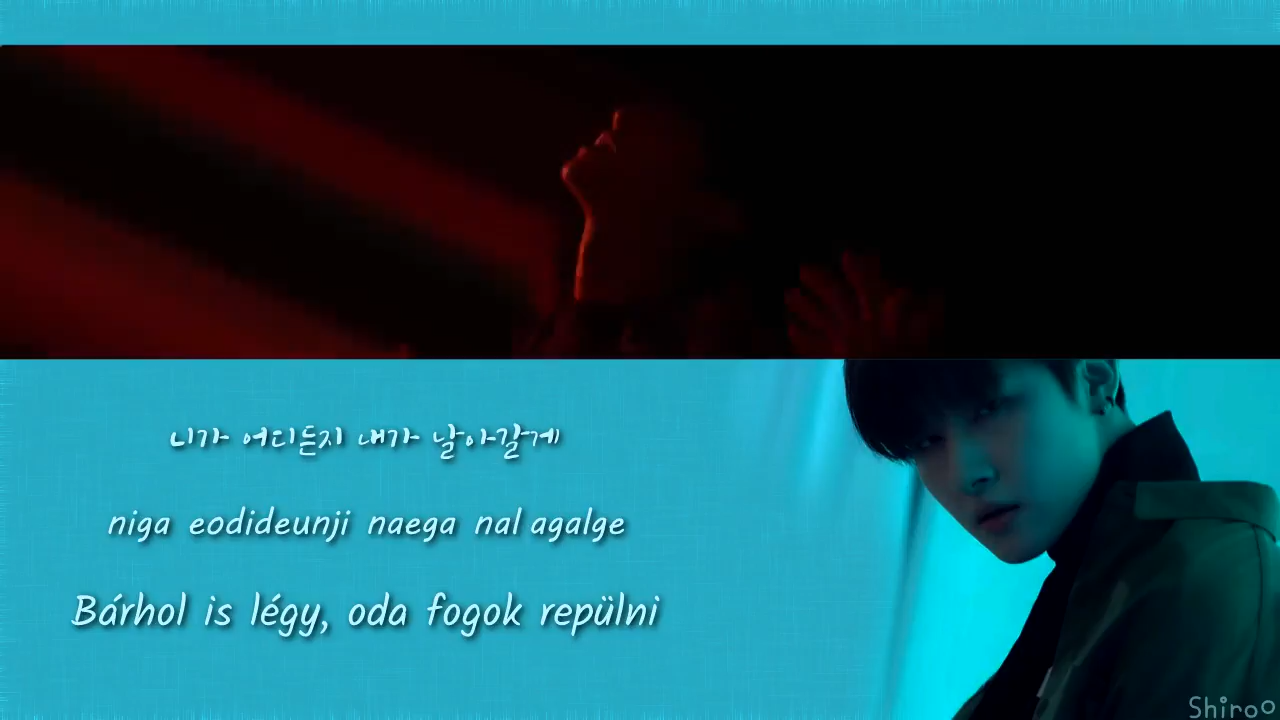 니가 어디든지 내가 날아갈게
niga eodideunji naega nal agalge
Bárhol is légy, oda fogok repülni
Shiroo